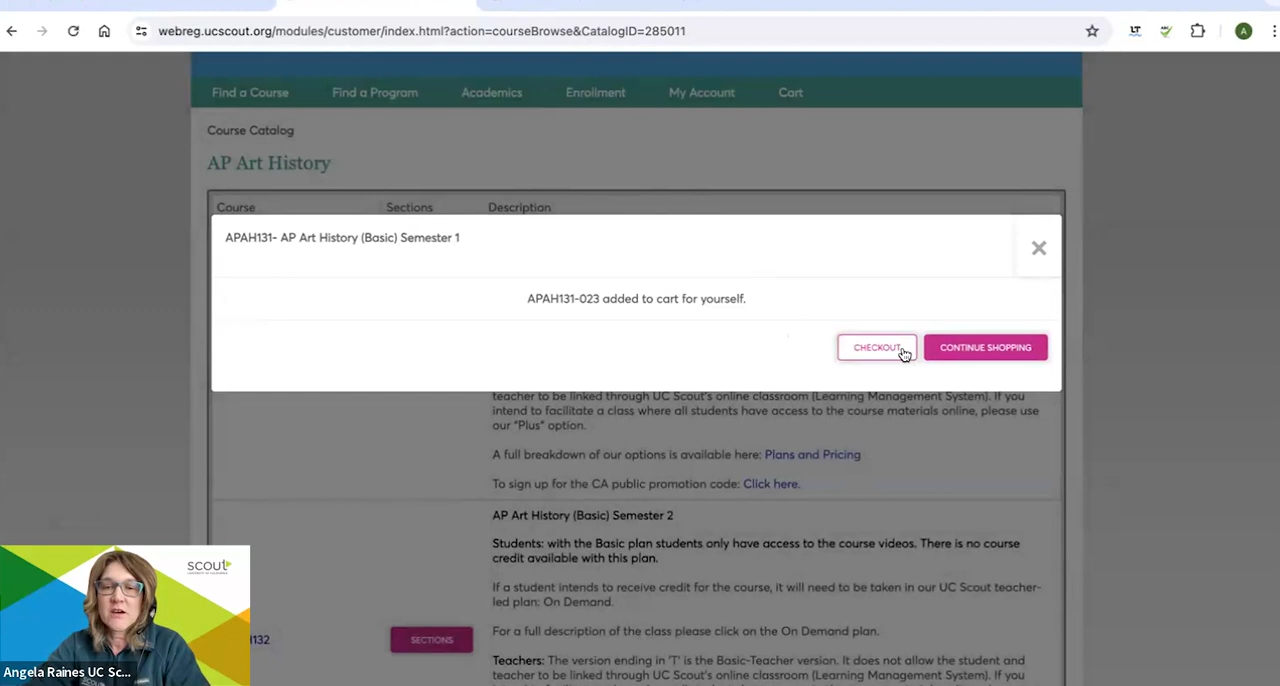 webreg.ucscout.org/modules/customer/index.html?action=courseBrowse&CatalogID=285011
LT
A
Find a Course Find a Program Academics Enrollment My Account Cart
Course Catalog
AP Art History
Course Sections Description
APAH131- AP Art History (Basic) Semester 1
APAH131-023 added to cart for yourself.
CHECKOUT CONTINUE SHOPPING
teacher to be linked through UC Scout's online classroom (Learning Management System). If you
intend to facilitate a class where all students have access to the course materials online, please use
our "Plus" option.
A full breakdown of our options is available here: Plans and Pricing
To sign up for the CA public promotion code: Click here.
AP Art History (Basic) Semester 2
Students: with the Basic plan students only have access to the course videos. There is no course
credit available with this plan.
If a student intends to receive credit for the course, it will need to be taken in our UC Scout teacher-
led plan: On Demand.
For a full description of the class please click on the On Demand plan.
132 SECTIONS
Teachers: The version ending in 'T' is the Basic-Teacher version. It does not allow the student and
teacher to be linked through UC Scout's online classroom (Learning Management System). If you
scout
Angela Raines UC Sc...